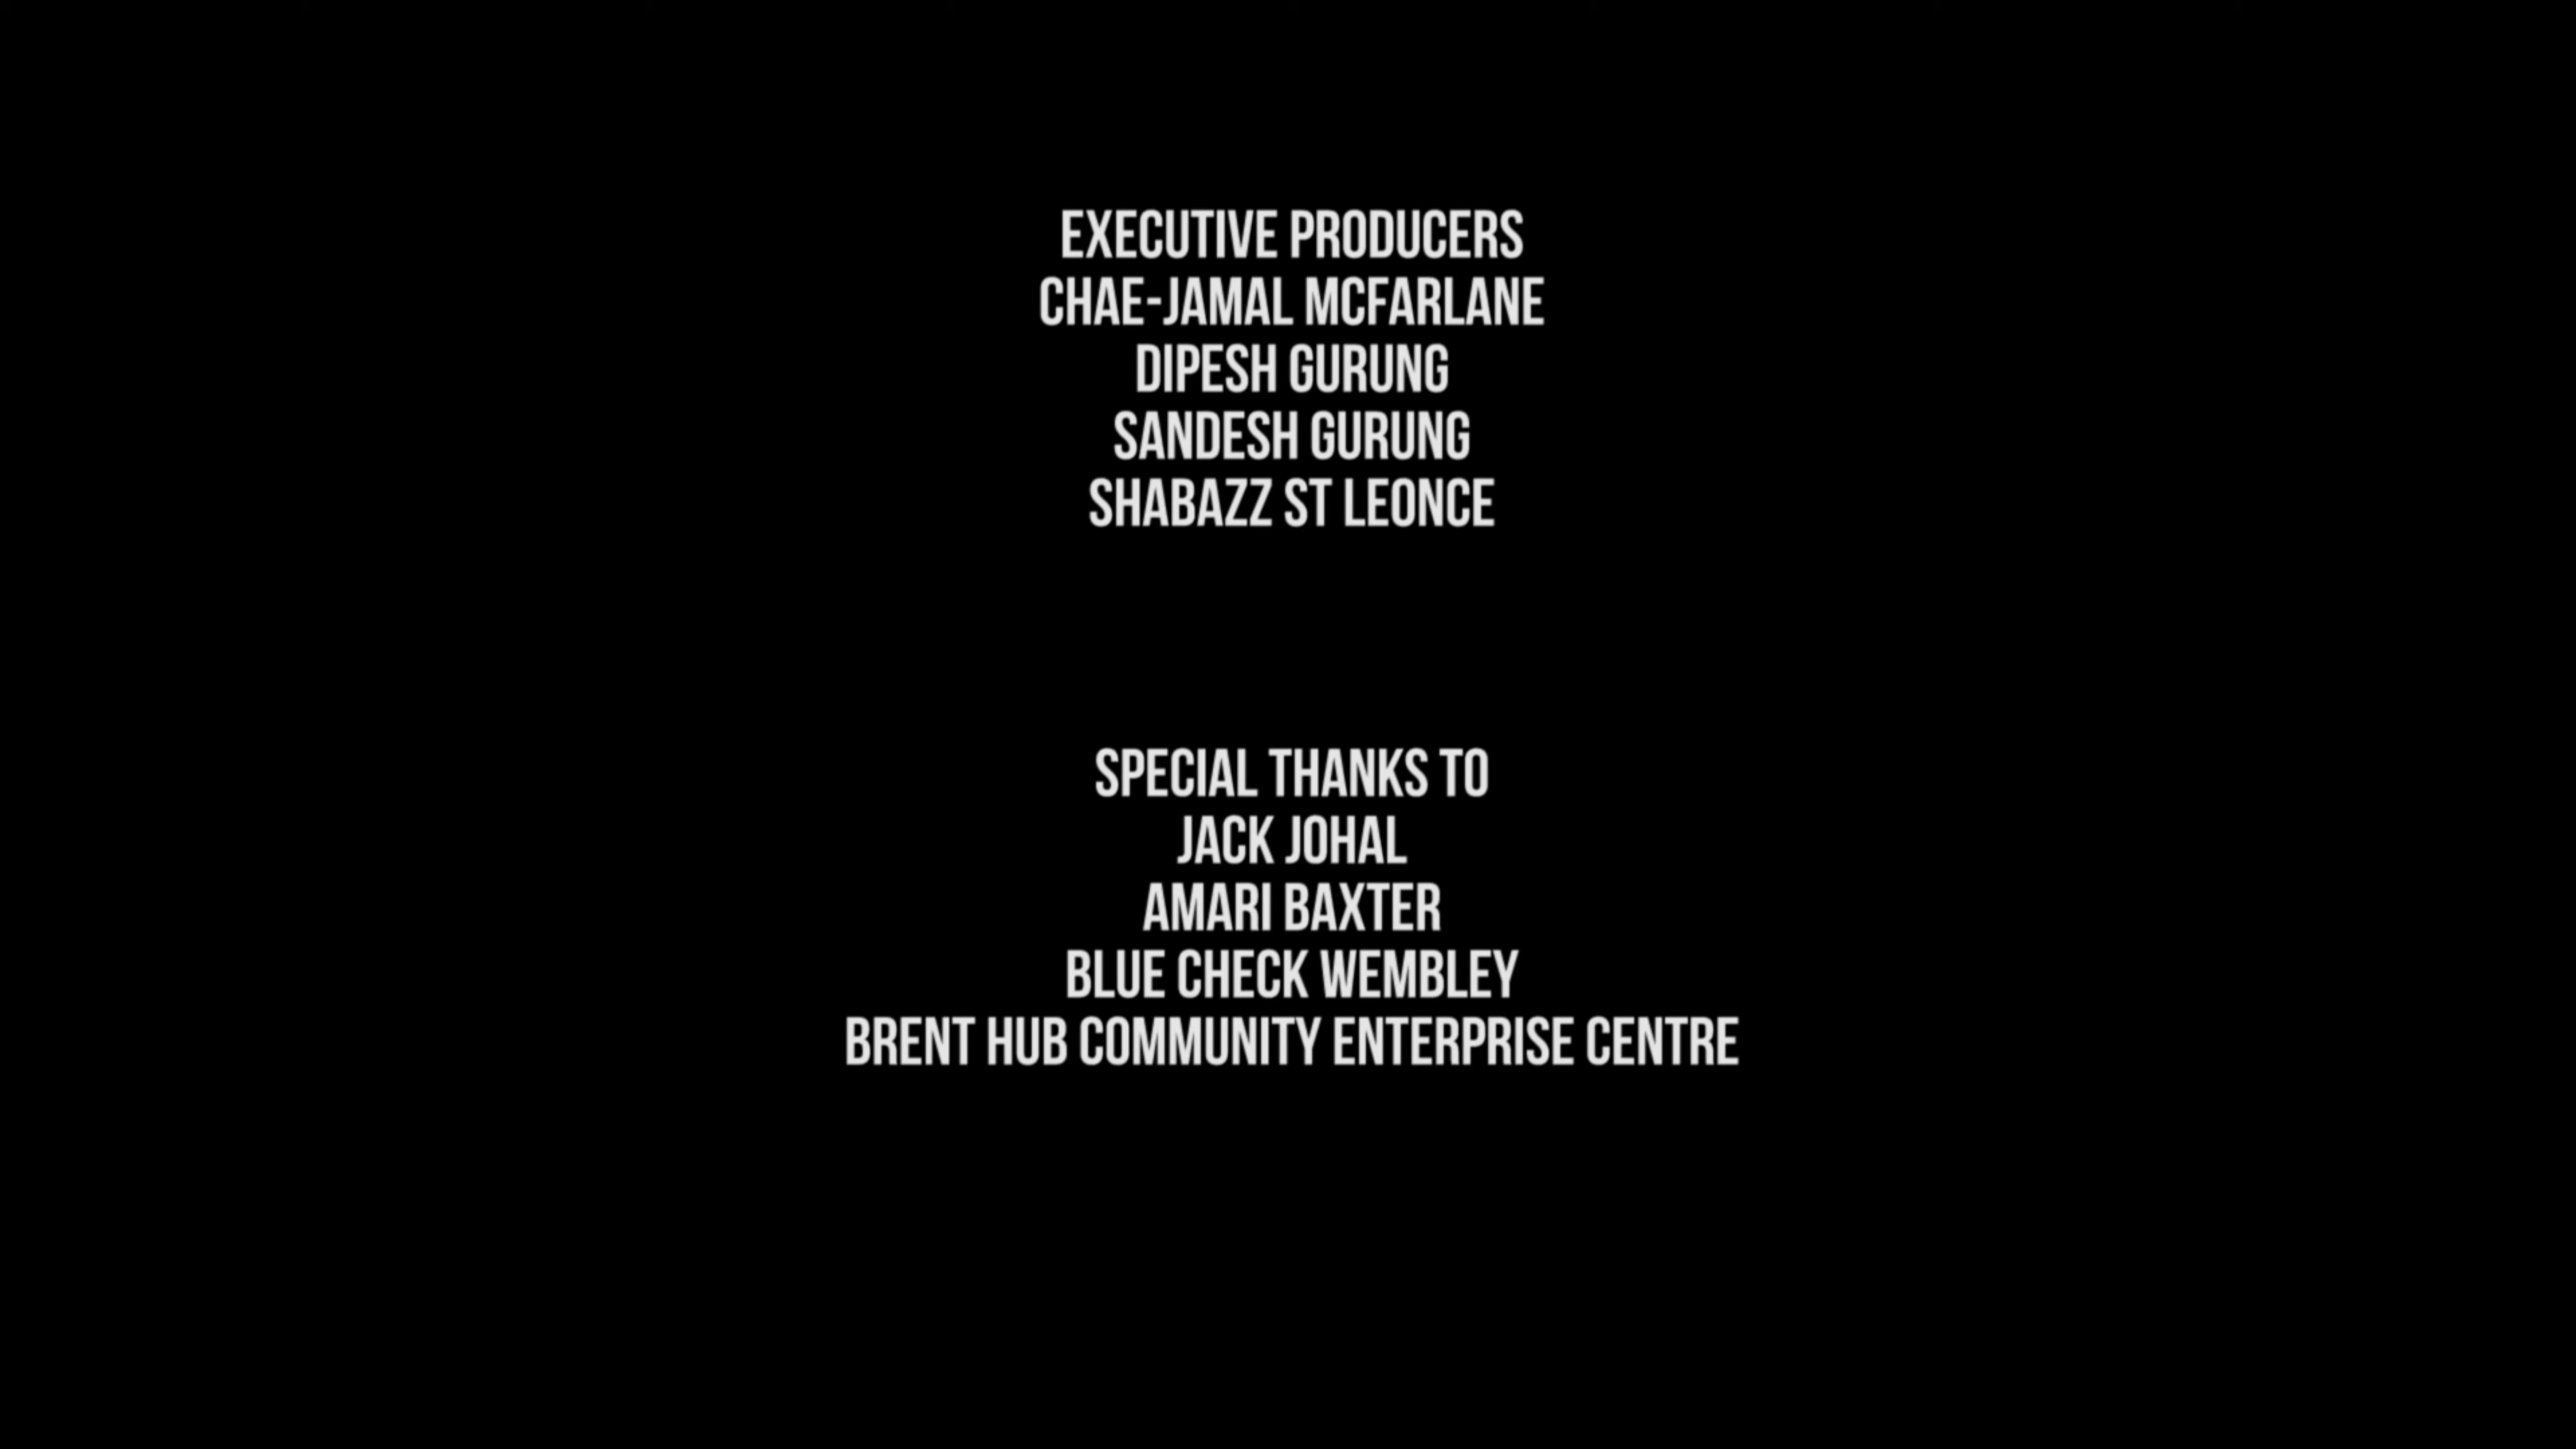 EXECUTIVE PRODUCERS
CHAE-JAMAL MCFARLANE
DIPESH GURUNG
SANDESH GURUNG
SHABAZZ ST LEONCE
SPECIAL THANKS TO
JACK JOHAL
AMARI BAXTER
BLUE CHECK WEMBLEY
BRENT HUB COMMUNITY ENTERPRISE CENTRE